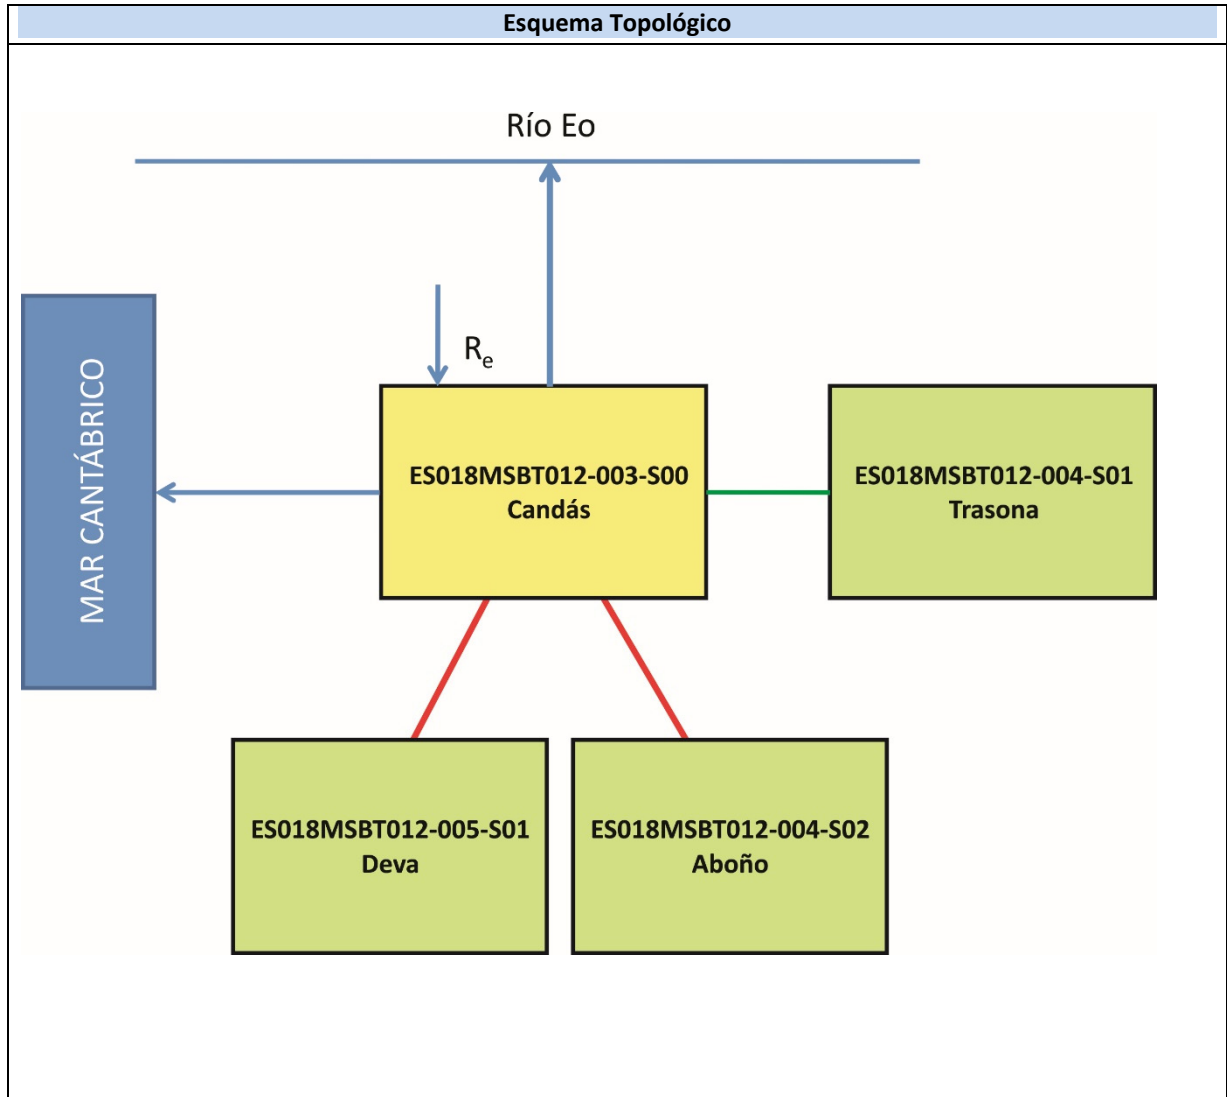 Esquema Topológico
Río Eo
Re
MAR CANTÁBRICO
ES018MSBT012-003-S00
Candás
ES018MSBT012-004-S01
Trasona
ES018MSBT012-005-S01
Deva
ES018MSBT012-004-S02
Aboño